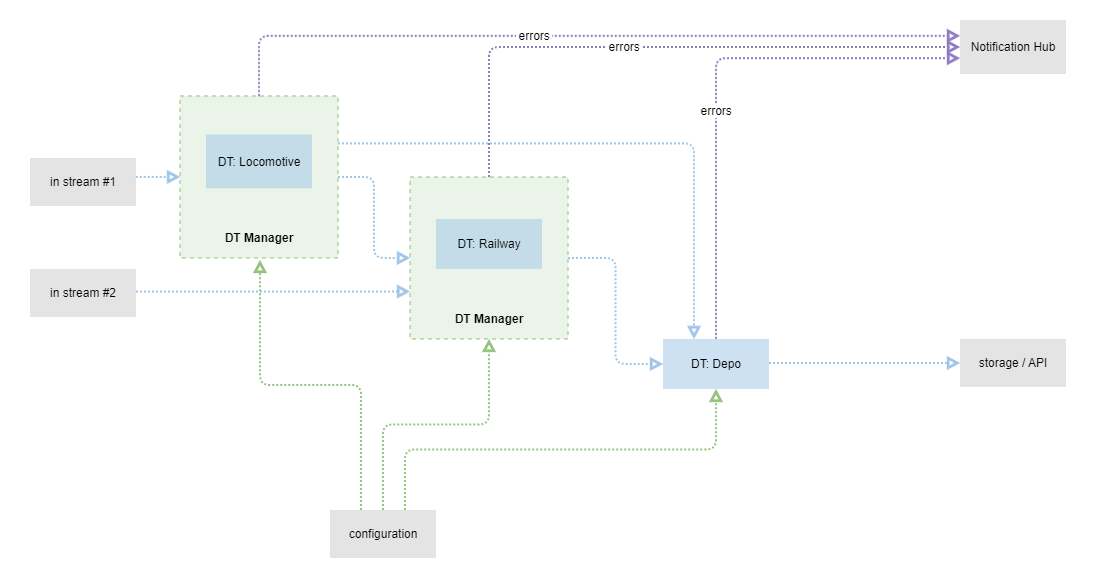 errors
errors
Notification Hub
errors
DT: Locomotive
in stream #1
DT Manager
DT: Railway
in stream #2
DT Manager
DT: Depo
storage / API
configuration